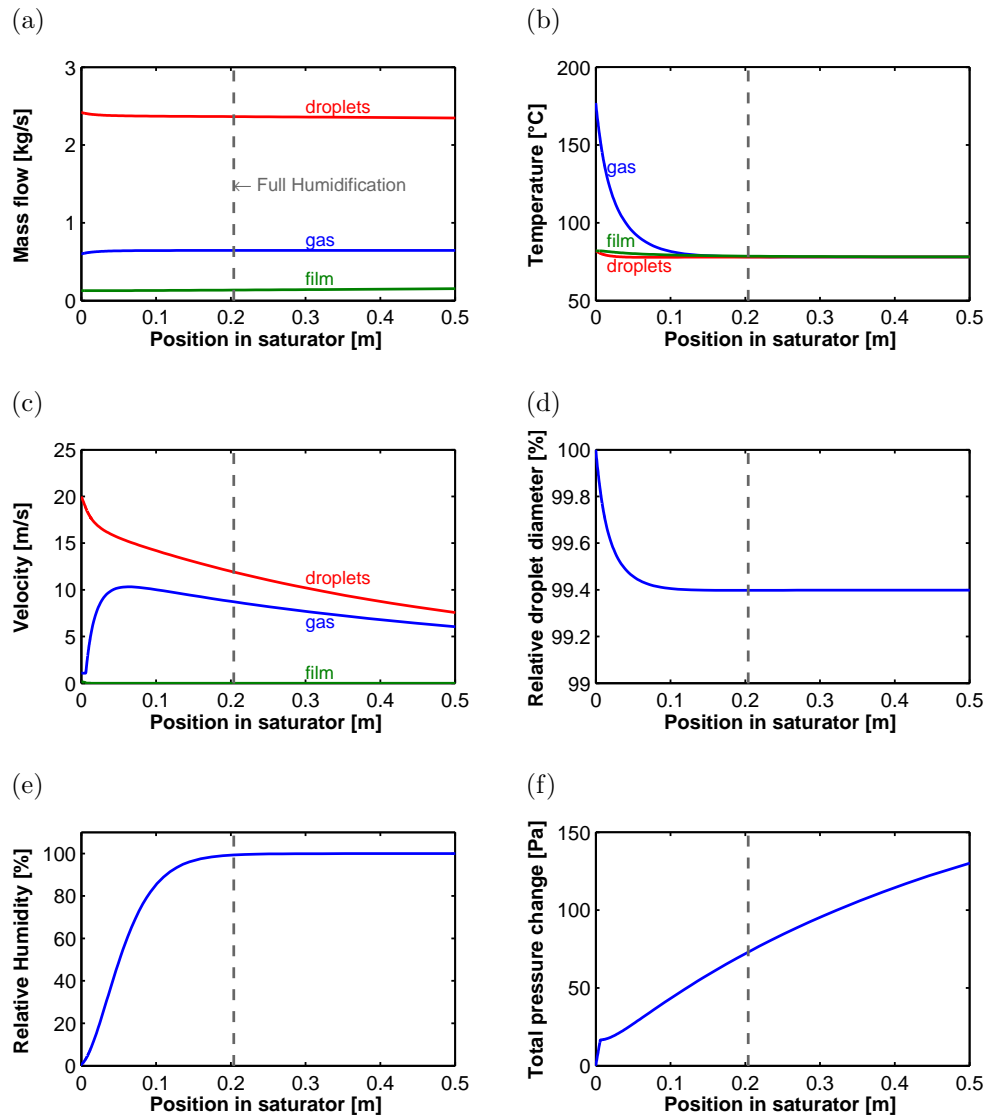 (a)
Mass flow [kg/s]
3
2
1
0
droplets
← Full Humidification
gas
film
0 0.1 0.2 0.3 0.4 0.5
Position in saturator [m]
(b)
Temperature [°C]
200
150
100
50
gas
film
droplets
0 0.1 0.2 0.3 0.4 0.5
Position in saturator [m]
(c)
Velocity [m/s]
25
20
15
10
5
0
droplets
gas
film
0 0.1 0.2 0.3 0.4 0.5
Position in saturator [m]
(d)
Relative droplet diameter [%]
100
99.8
99.6
99.4
99.2
99
0 0.1 0.2 0.3 0.4 0.5
Position in saturator [m]
(e)
Relative Humidity [%]
100
80
60
40
20
0
0 0.1 0.2 0.3 0.4 0.5
Position in saturator [m]
(f)
Total pressure change [Pa]
150
100
50
0
0 0.1 0.2 0.3 0.4 0.5
Position in saturator [m]